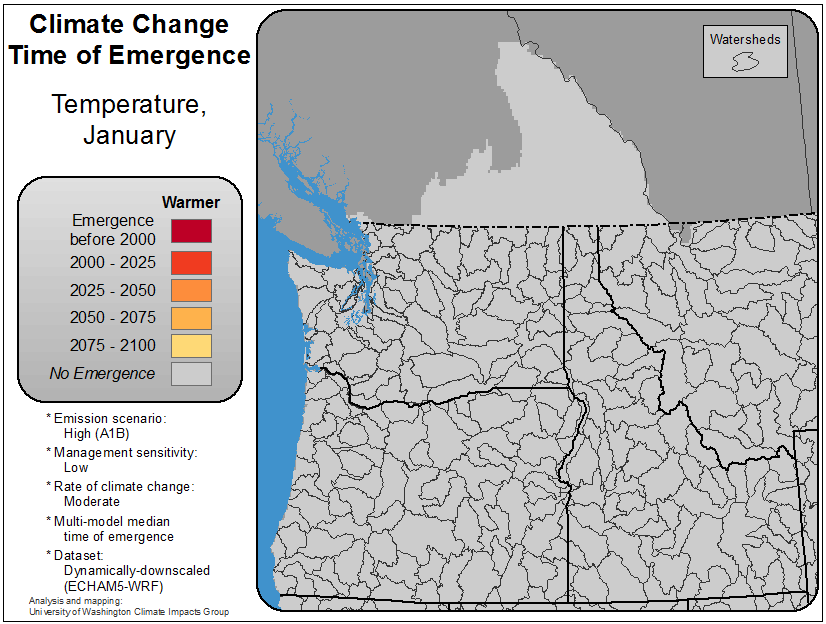 Climate Change
Time of Emergence
Temperature,
January
Warmer
Emergence
before 2000
2000 - 2025
2025 - 2050
2050 - 2075
2075 - 2100
No Emergence
* Emission scenario:
High (A1B)
* Management sensitivity:
Low
* Rate of climate change:
Moderate
* Multi-model median
time of emergence
* Dataset:
Dynamically-downscaled
(ECHAM5-WRF)
Analysis and mapping:
University of Washington Climate Impacts Group
Watersheds